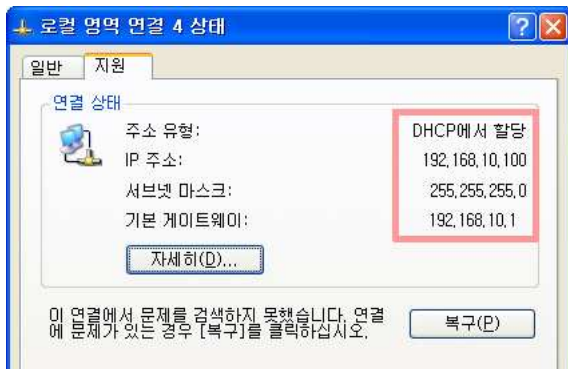 로컬 영역 연결 4 상태
일반
지원
연결 상태
주소 유형: DHCP에서 할당
IP 주소: 192,168,10,100
서브넷 마스크: 255,255,255,0
기본 게이트웨이: 192,168,10,1
자세히(D)...
이 연결에서 문제를 검색하지 못했습니다. 연결
에 문제가 있는 경우 [복구]를 클릭하십시오.
복구(P)